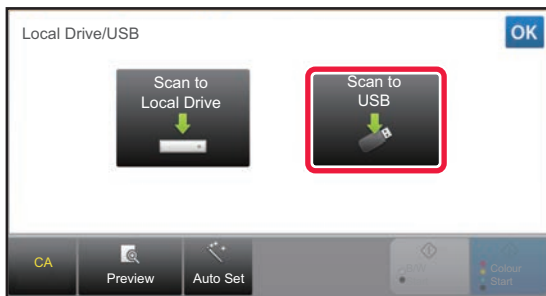 Local Drive/USB
OK
Scan to
Local Drive
Scan to
USB
CA
Preview
Auto Set
B/W
Colour
Start